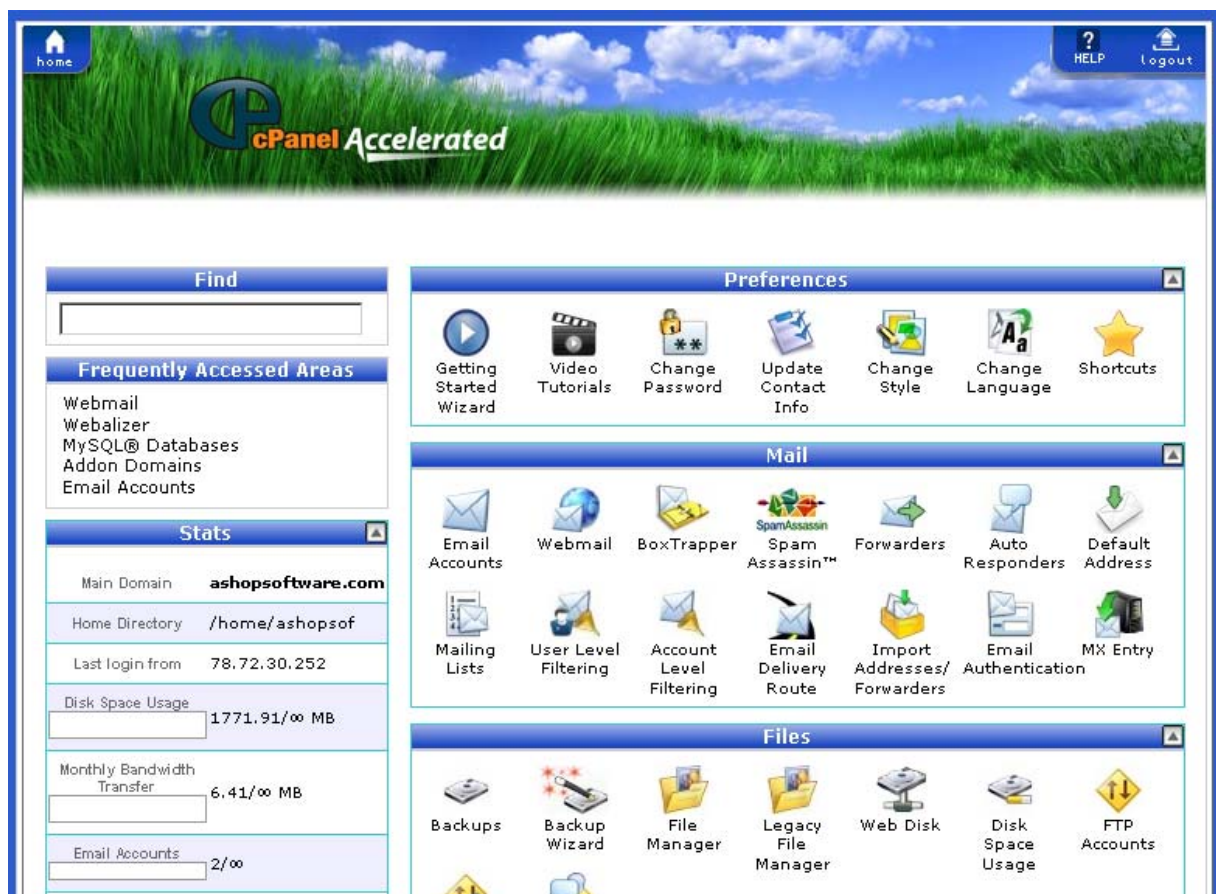 home
HELP
logout
cPanel Accelerated
Find
Frequently Accessed Areas
Webmail
Webalizer
MySQL® Databases
Addon Domains
Email Accounts
Stats
Main Domain ashopsoftware.com
Home Directory /home/ashopsof
Last login from 78.72.30.252
Disk Space Usage
1771.91/∞ MB
Monthly Bandwidth
Transfer
6.41/∞ MB
Email Accounts
2/∞
Preferences
Getting
Started
Wizard
Video
Tutorials
Change
Password
Update
Contact
Info
Change
Style
Change
Language
Shortcuts
Mail
Email
Accounts
Webmail
BoxTrapper
SpamAssassin
Spam
Assassin™
Forwarders
Auto
Responders
Default
Address
Mailing
Lists
User Level
Filtering
Account
Level
Filtering
Email
Delivery
Route
Import
Addresses/
Forwarders
Email
Authentication
MX Entry
Files
Backups
Backup
Wizard
File
Manager
Legacy
File
Manager
Web Disk
Disk
Space
Usage
FTP
Accounts